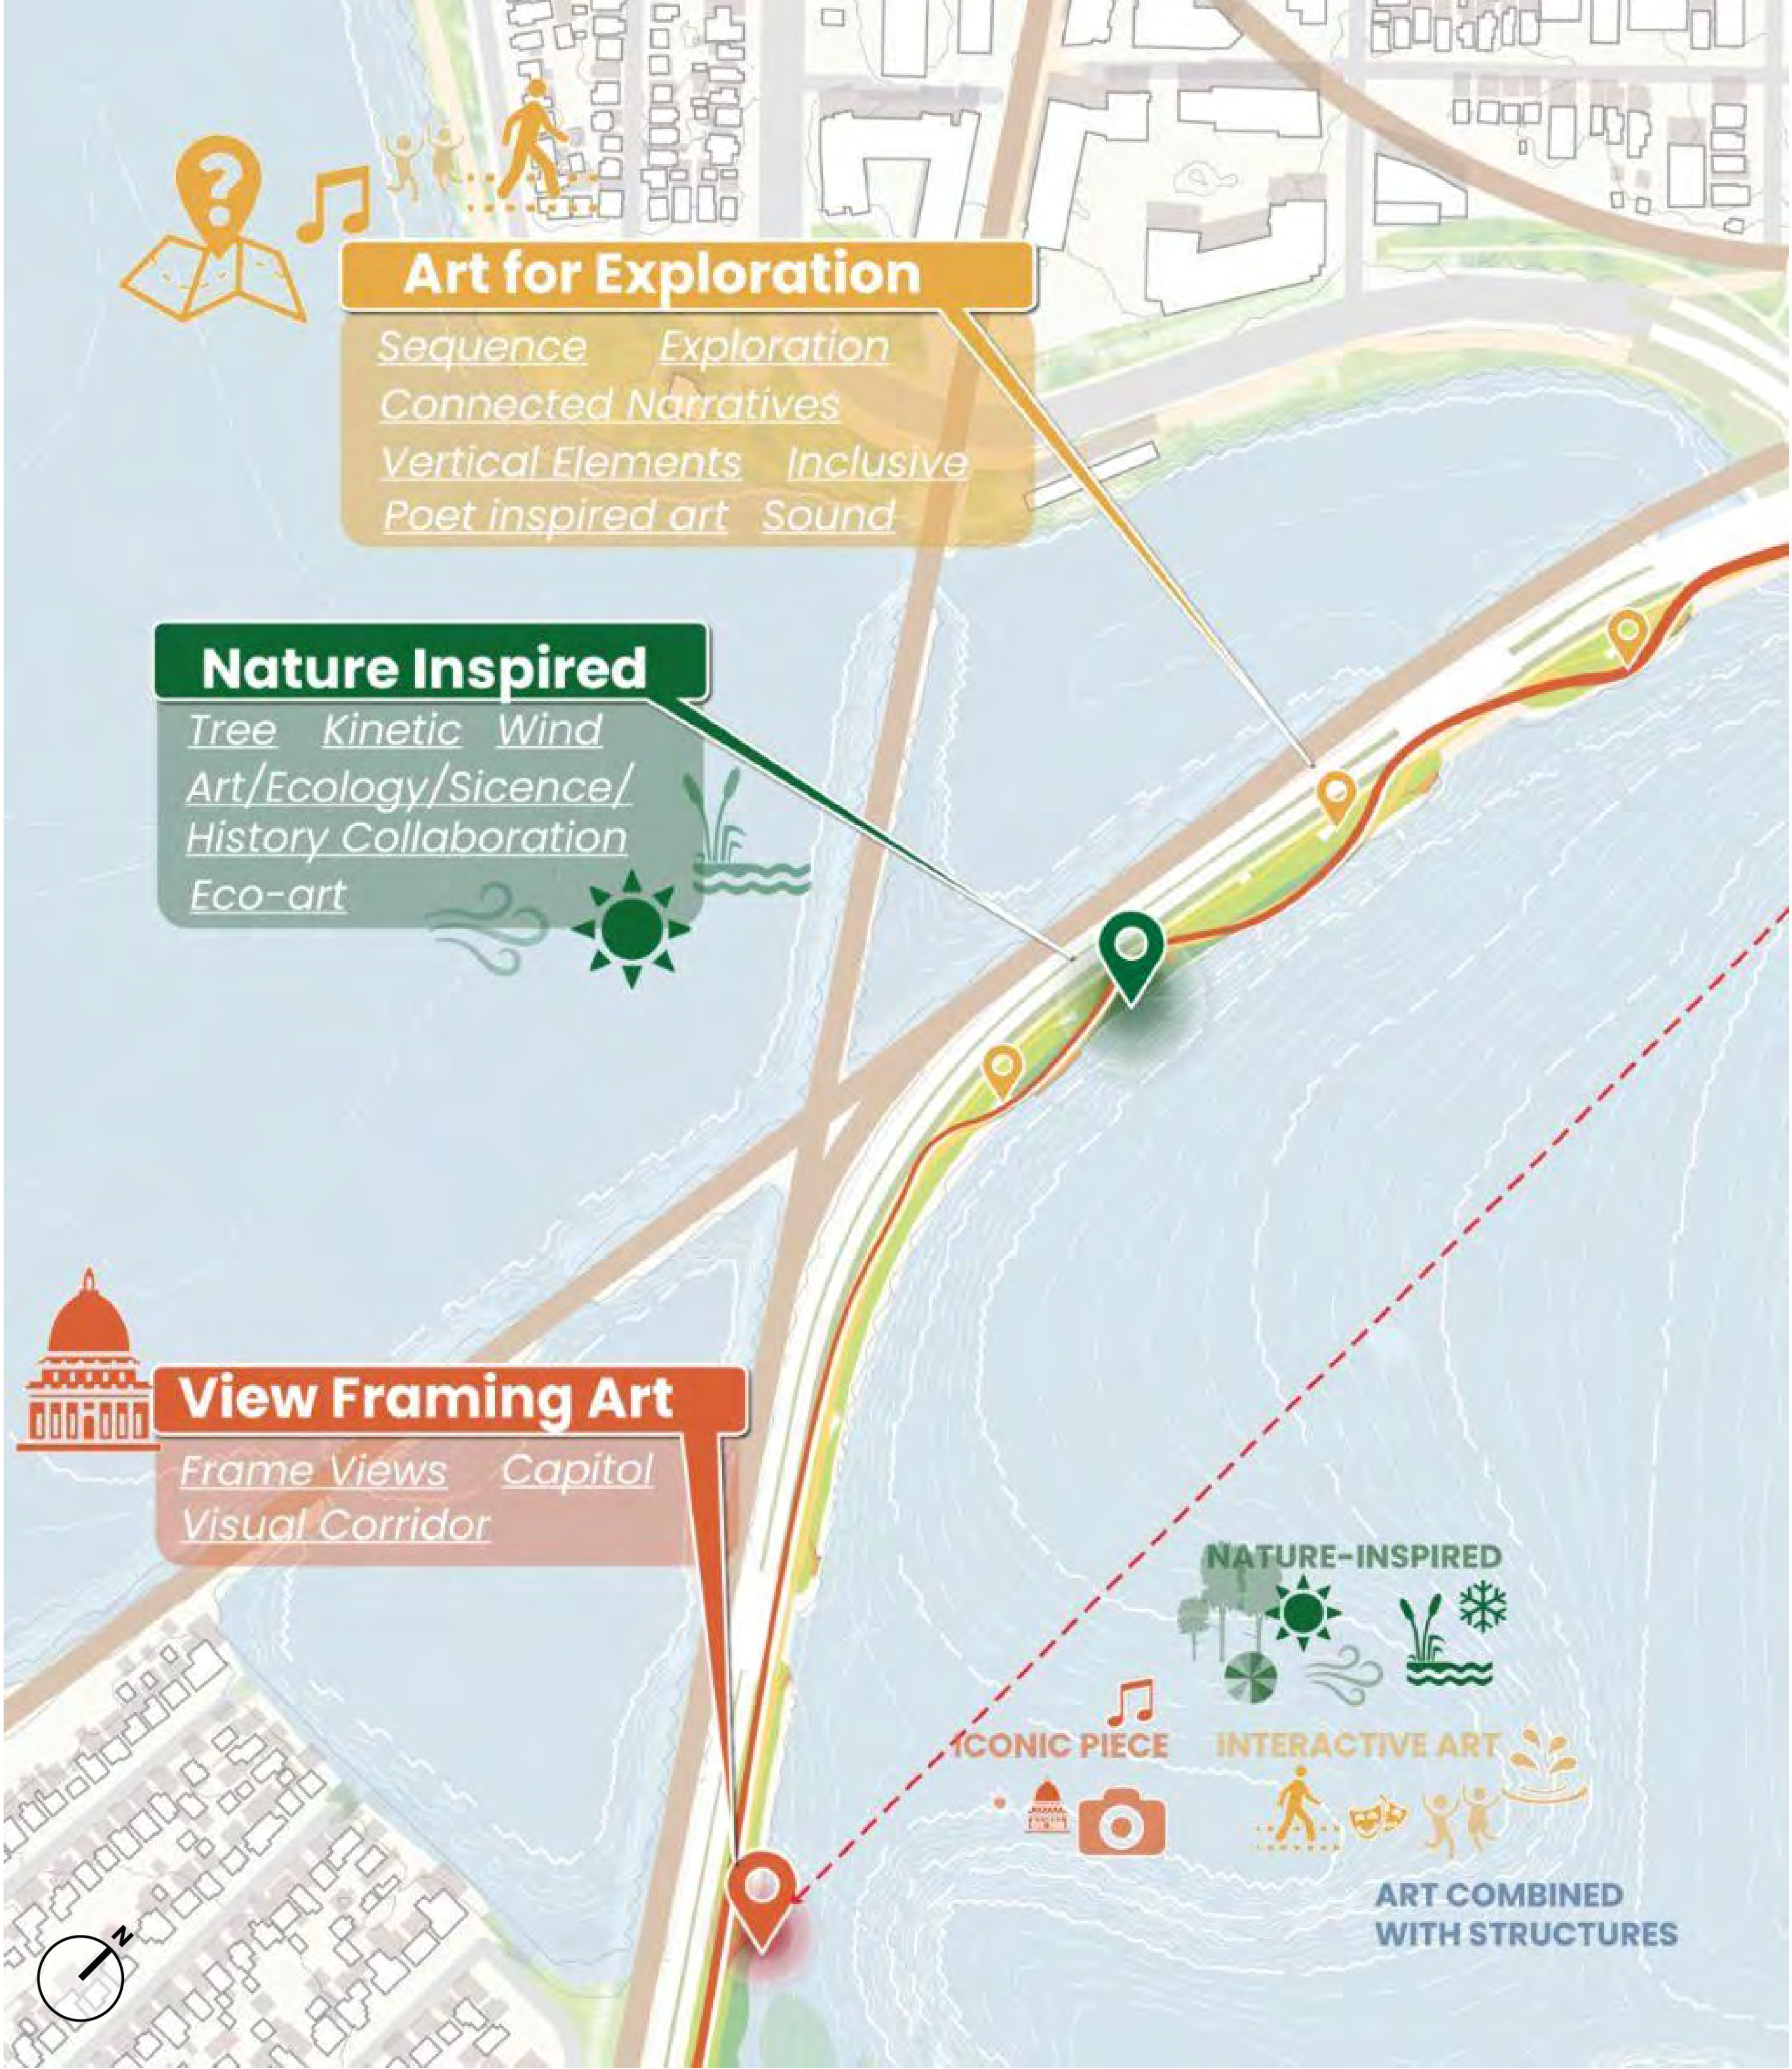 ?
Art for Exploration
Sequence Exploration
Connected Narratives
Vertical Elements Inclusive
Poet inspired art Sound
Nature Inspired
Tree Kinetic Wind
Art/Ecology/Sicence/
History Collaboration
Eco-art
View Framing Art
Frame Views Capitol
Visual Corridor
NATURE-INSPIRED
ICONIC PIECE INTERACTIVE ART
ART COMBINED
WITH STRUCTURES
N